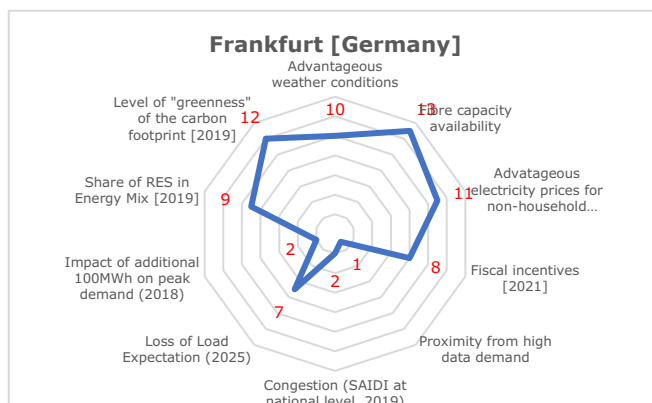 Frankfurt [Germany]
Advantageous
weather conditions
10
13
Fibre capacity
availability
11
Advatageous
electricity prices for
non-household...
8
Fiscal incentives
[2021]
1
Proximity from high
data demand
2
Congestion (SAIDI at
national level, 2019)
7
Loss of Load
Expectation (2025)
2
Impact of additional
100MWh on peak
demand (2018)
9
Share of RES in
Energy Mix [2019]
12
Level of "greenness"
of the carbon
footprint [2019]